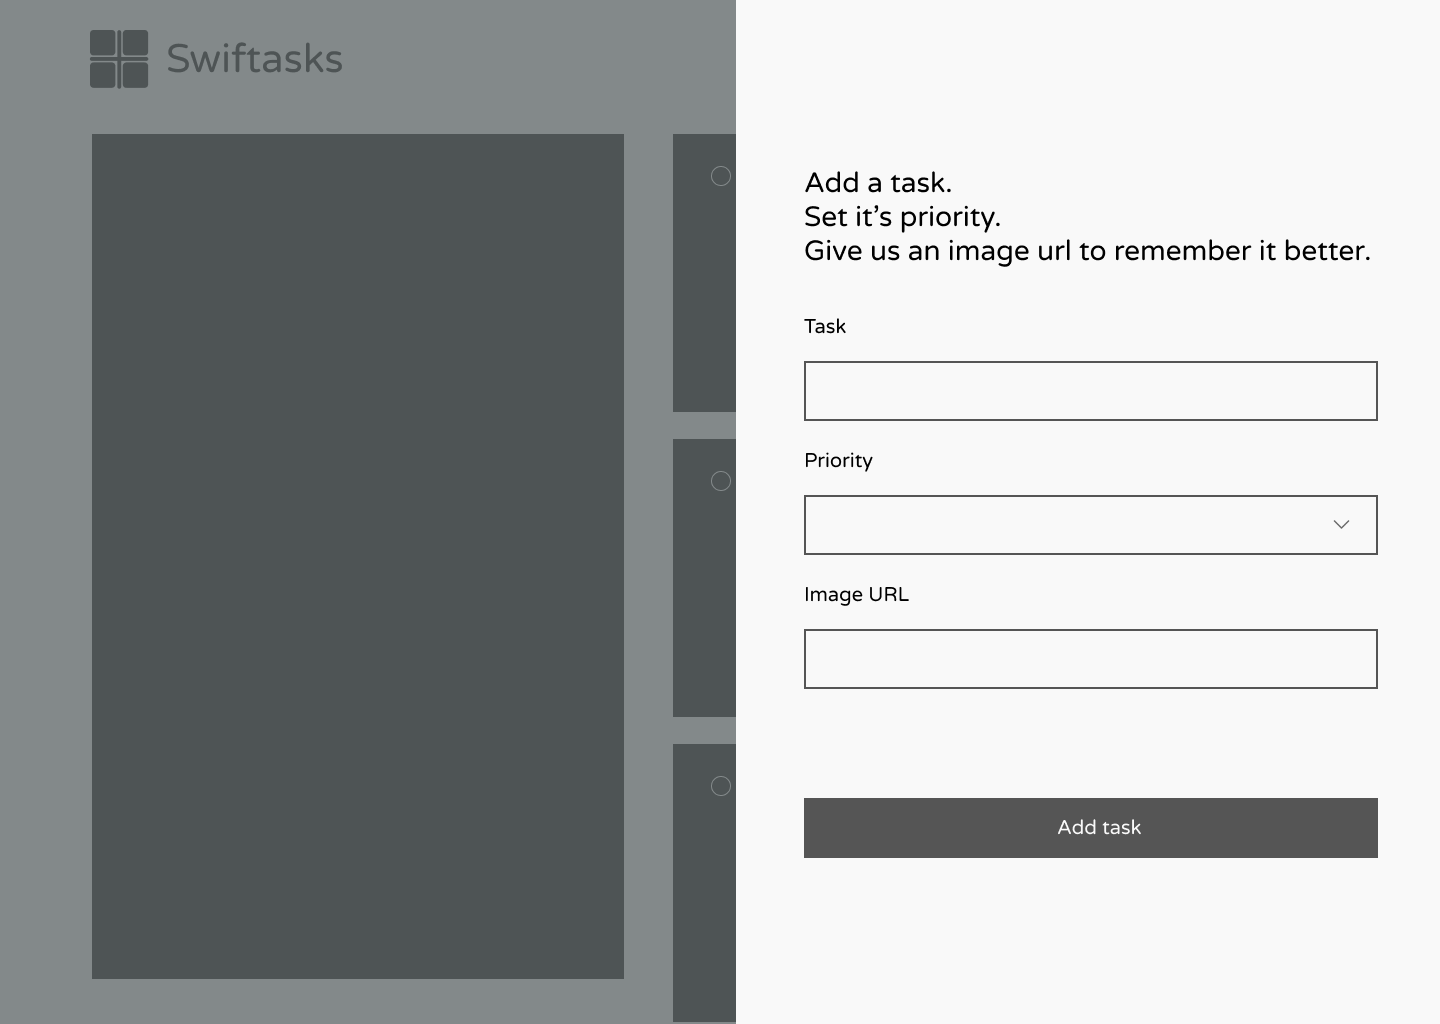 Swiftasks
Add a task.
Set it’s priority.
Give us an image url to remember it better.
Task
Priority
Image URL
Add task